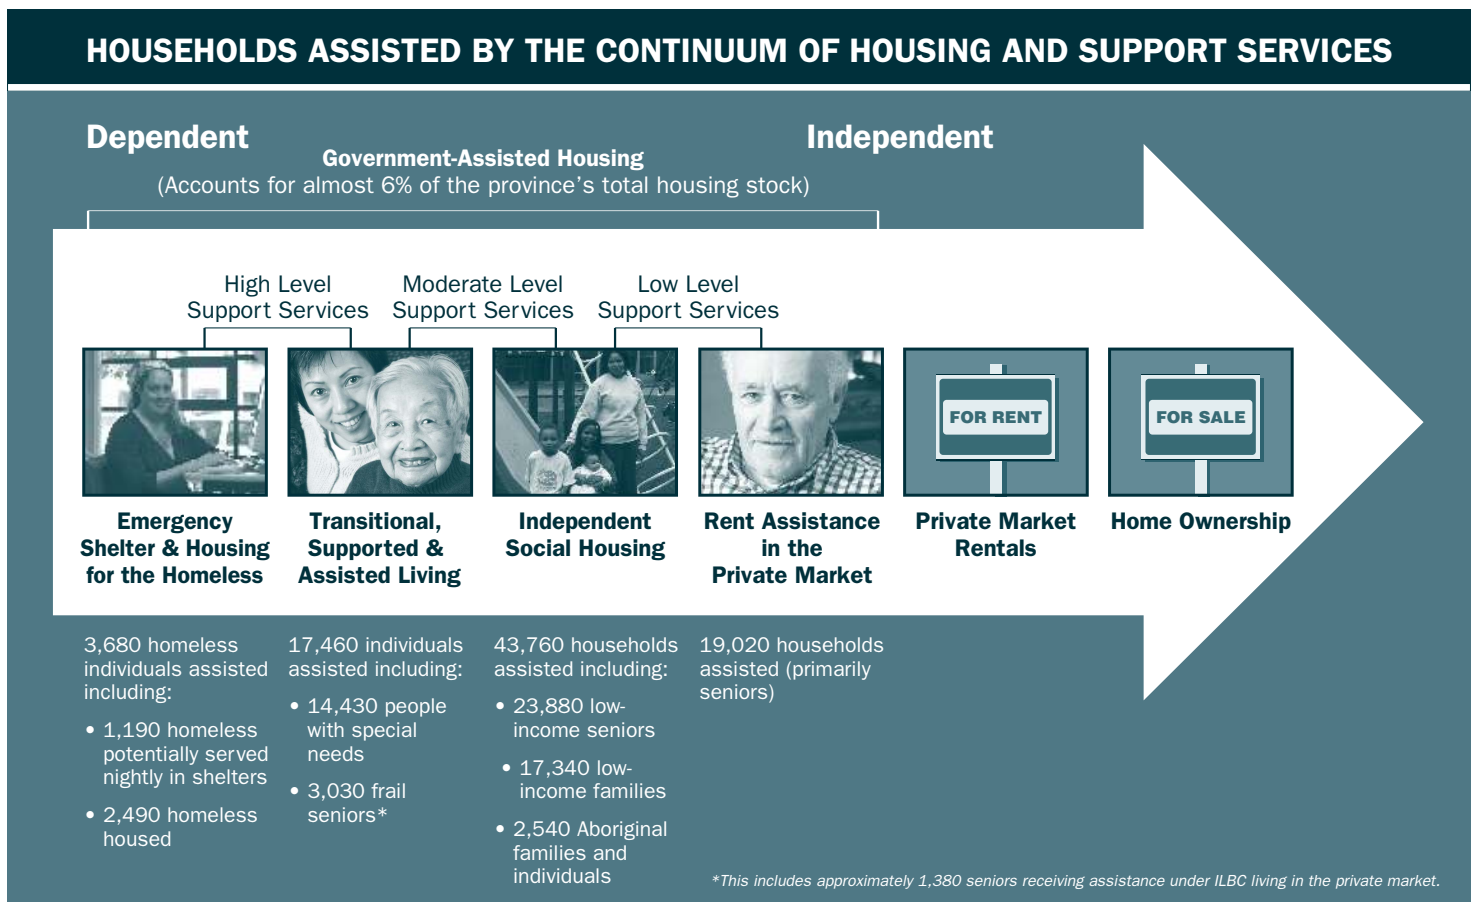 HOUSEHOLDS ASSISTED BY THE CONTINUUM OF HOUSING AND SUPPORT SERVICES
Dependent
Independent
Government-Assisted Housing
(Accounts for almost 6% of the province's total housing stock)
High Level
Support Services
Moderate Level
Support Services
Low Level
Support Services
FOR RENT
FOR SALE
Emergency
Shelter & Housing
for the Homeless
Transitional,
Supported &
Assisted Living
Independent
Social Housing
Rent Assistance
in the
Private Market
Private Market
Rentals
Home Ownership
3,680 homeless
individuals assisted
including:
• 1,190 homeless
potentially served
nightly in shelters
• 2,490 homeless
housed
17,460 individuals
assisted including:
• 14,430 people
with special
needs
• 3,030 frail
seniors*
43,760 households
assisted including:
• 23,880 low-
income seniors
• 17,340 low-
income families
• 2,540 Aboriginal
families and
individuals
19,020 households
assisted (primarily
seniors)
*This includes approximately 1,380 seniors receiving assistance under ILBC living in the private market.